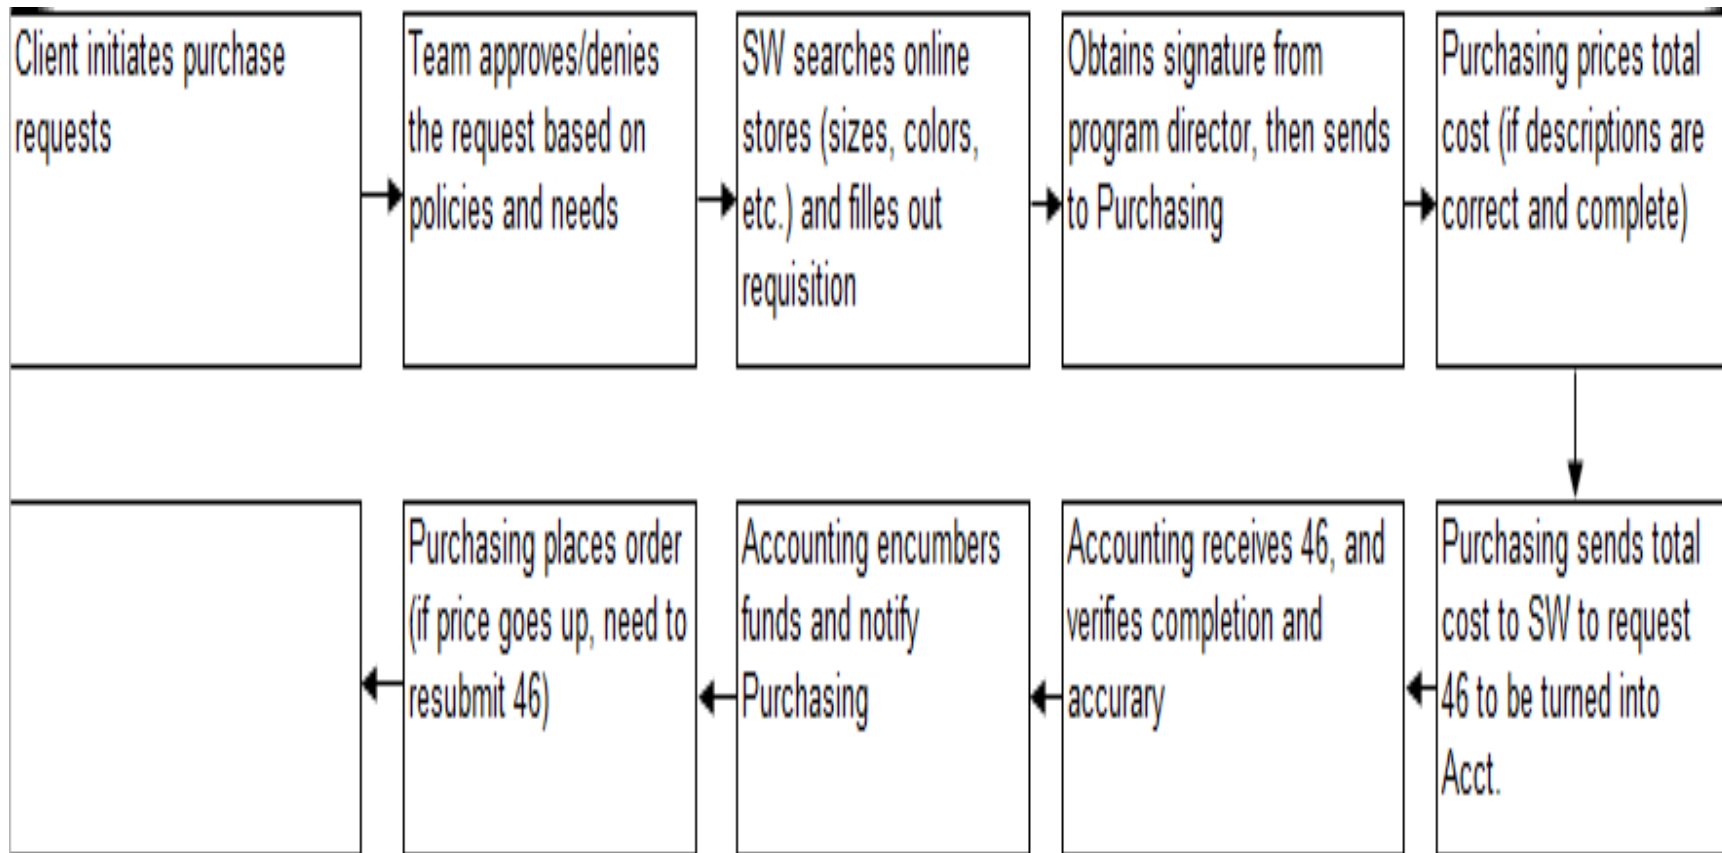 Client initiates purchase
requests
Team approves/denies
the request based on
policies and needs
SW searches online
stores (sizes, colors,
etc.) and filles out
requisition
Obtains signature from
program director, then sends
to Purchasing
Purchasing prices total
cost (if descriptions are
correct and complete)
Purchasing sends total
cost to SW to request
46 to be turned into
Acct.
Accounting receives 46, and
verifies completion and
accurary
Accounting encumbers
funds and notify
Purchasing
Purchasing places order
(if price goes up, need to
resubmit 46)